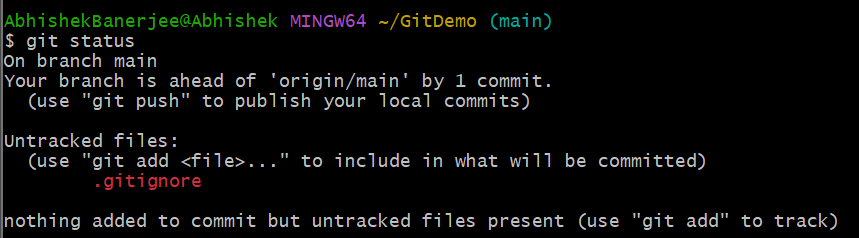 AbhishekBanerjee@Abhishek MINGW64 ~/GitDemo (main)
$ git status
On branch main
Your branch is ahead of 'origin/main' by 1 commit.
  (use "git push" to publish your local commits)

Untracked files:
  (use "git add <file>..." to include in what will be committed)
        .gitignore

nothing added to commit but untracked files present (use "git add" to track)